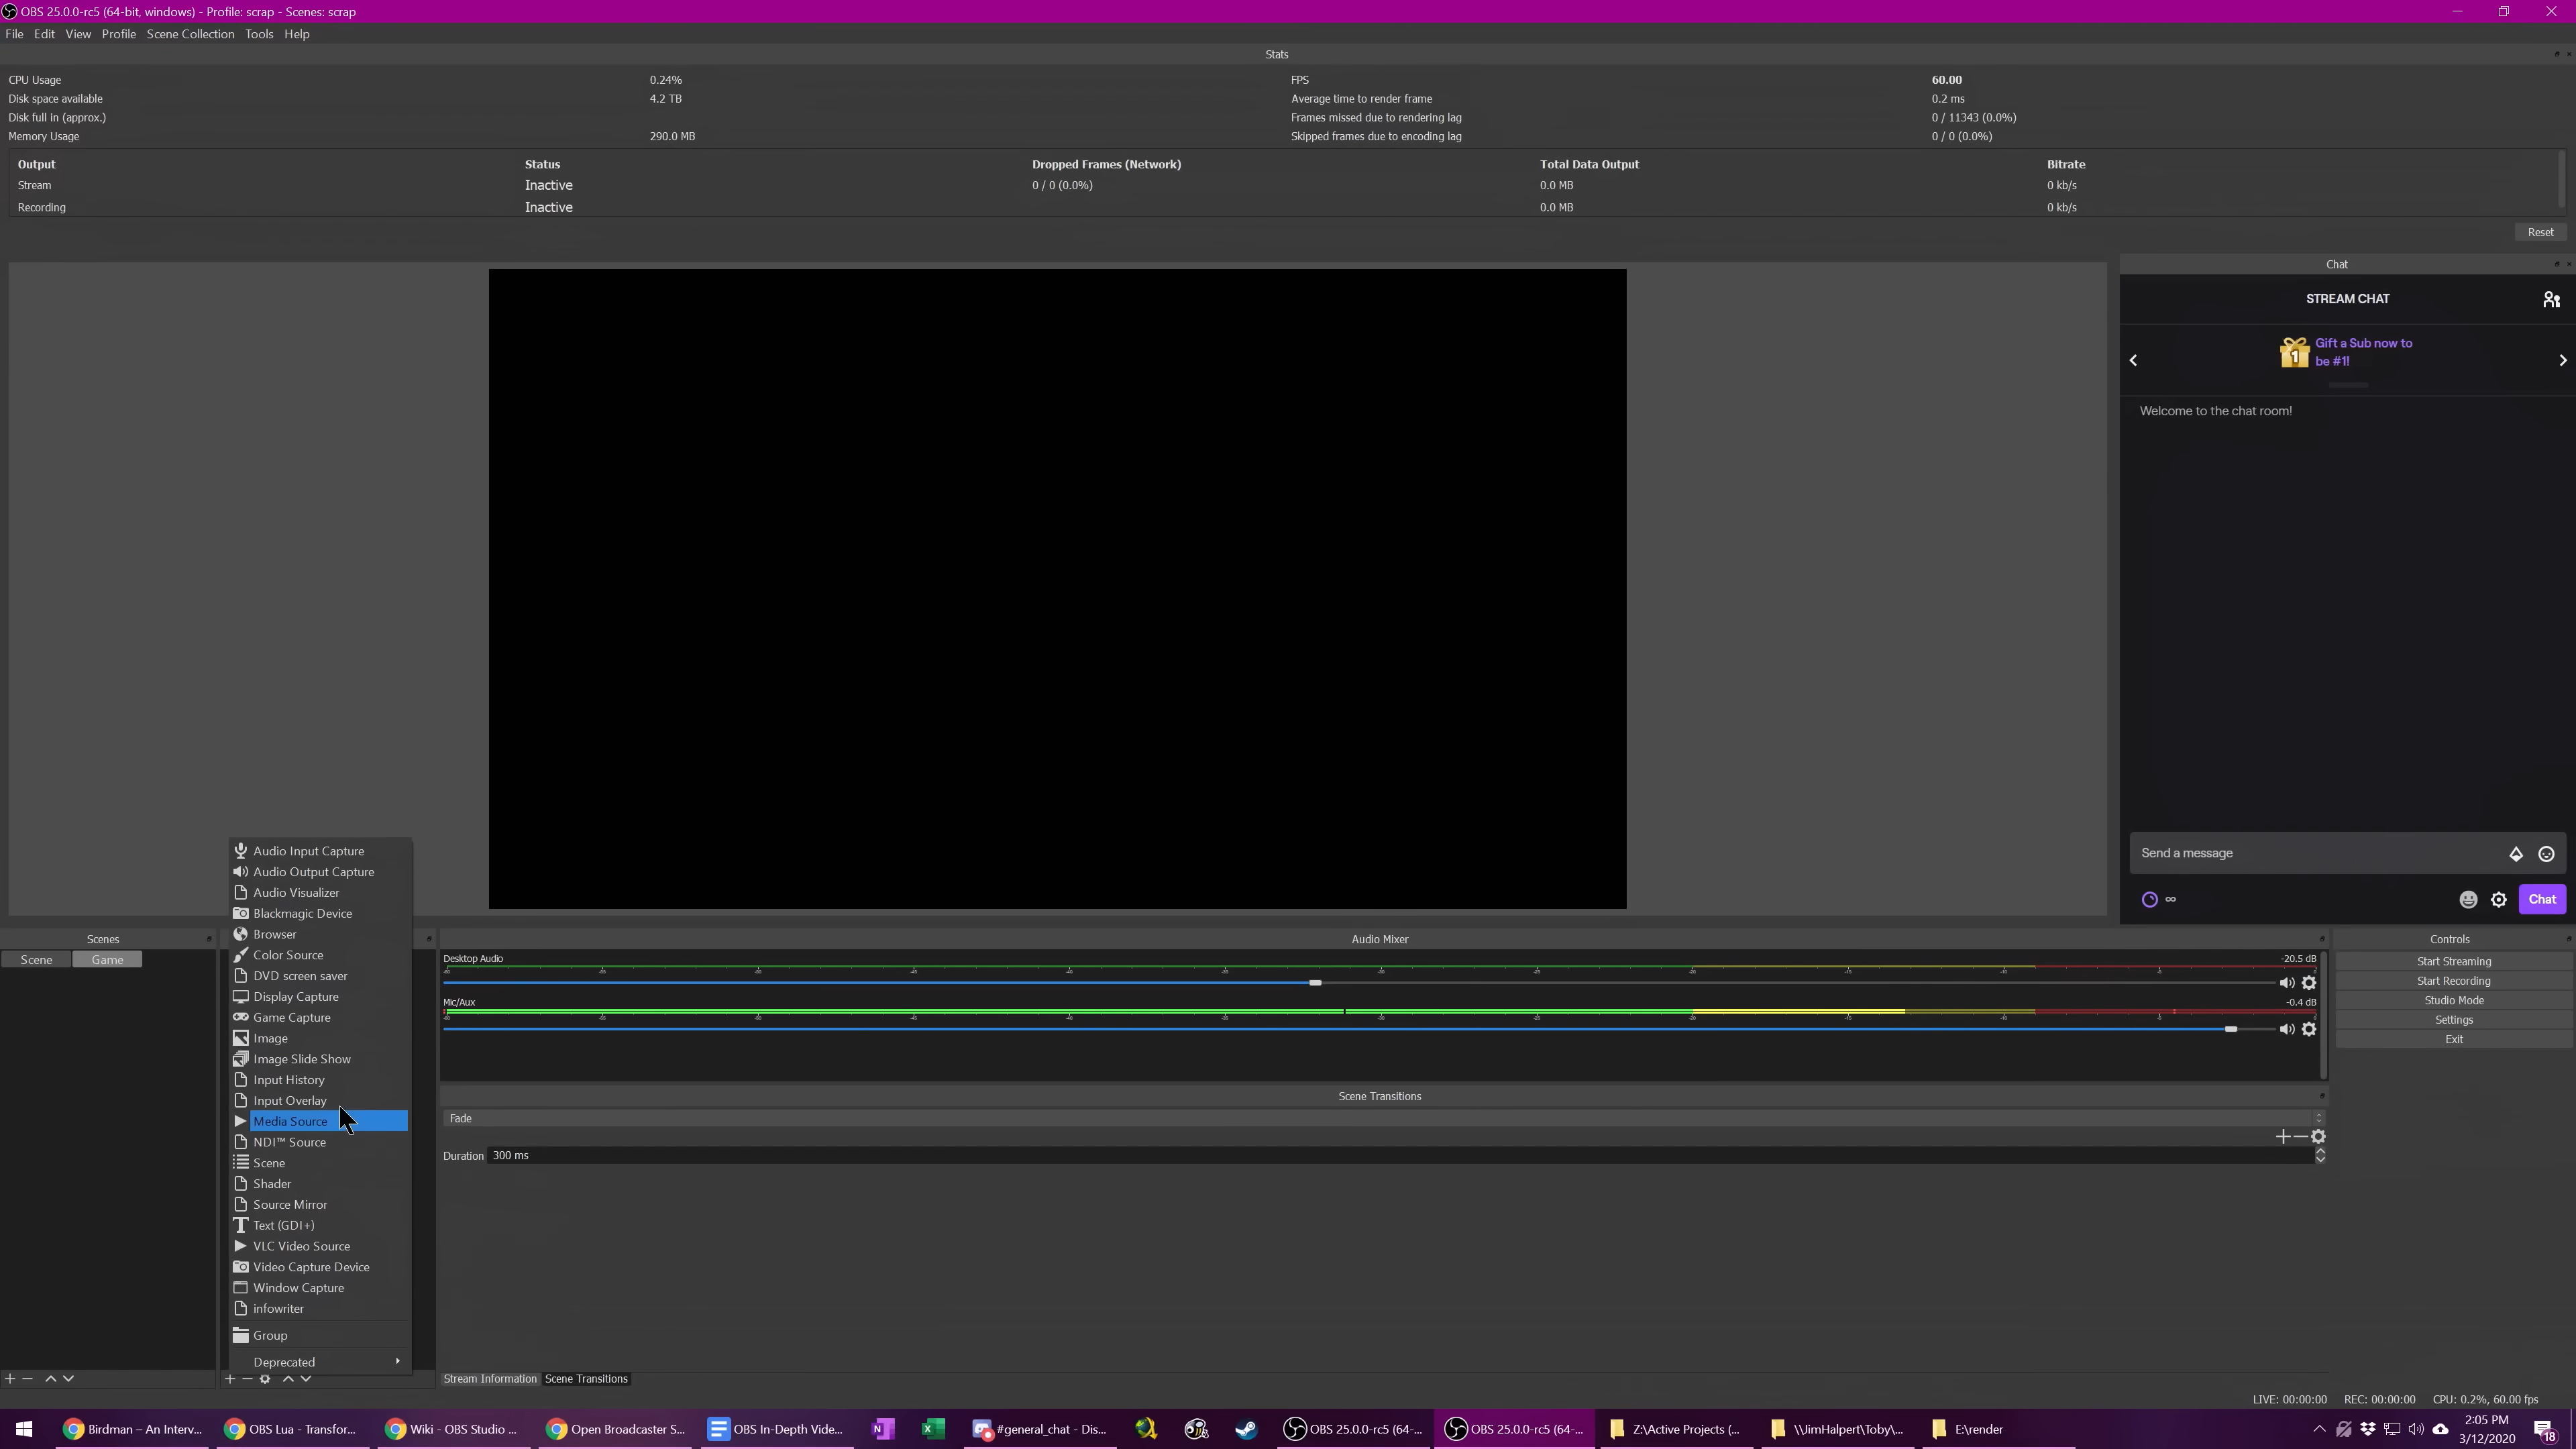 OBS 25.0.0-rc5 (64-bit, windows) - Profile: scrap - Scenes: scrap
File Edit View Profile Scene Collection Tools Help
Stats
CPU Usage 0.24% FPS 60.00
Disk space available 4.2 TB Average time to render frame 0.2 ms
Disk full in (approx.) Frames missed due to rendering lag 0 / 11343 (0.0%)
Memory Usage 290.0 MB Skipped frames due to encoding lag 0 / 0 (0.0%)
Output Status Dropped Frames (Network) Total Data Output Bitrate
Stream Inactive 0 / 0 (0.0%) 0.0 MB 0 kb/s
Recording Inactive 0.0 MB 0 kb/s
Reset
Chat
STREAM CHAT
1 Gift a Sub now to
be #1!
Welcome to the chat room!
Send a message
Chat
Audio Input Capture
Audio Output Capture
Audio Visualizer
Blackmagic Device
Browser
Color Source
DVD screen saver
Display Capture
Game Capture
Image
Image Slide Show
Input History
Input Overlay
Media Source
NDI™ Source
Scene
Shader
Source Mirror
Text (GDI+)
VLC Video Source
Video Capture Device
Window Capture
infowriter
Group
Deprecated
Scenes
Scene Game
Audio Mixer
Desktop Audio -20.5 dB
Mic/Aux -0.4 dB
Scene Transitions
Fade
Duration 300 ms
Stream Information Scene Transitions
Controls
Start Streaming
Start Recording
Studio Mode
Settings
Exit
LIVE: 00:00:00 REC: 00:00:00 CPU: 0.2%, 60.00 fps
Birdman – An Interv... OBS Lua - Transfor... Wiki - OBS Studio ... Open Broadcaster S... OBS In-Depth Vide... #general_chat - Dis... OBS 25.0.0-rc5 (64-... OBS 25.0.0-rc5 (64-... Z:\Active Projects (... \\JimHalpert\Toby\... E:\render
2:05 PM
3/12/2020
18